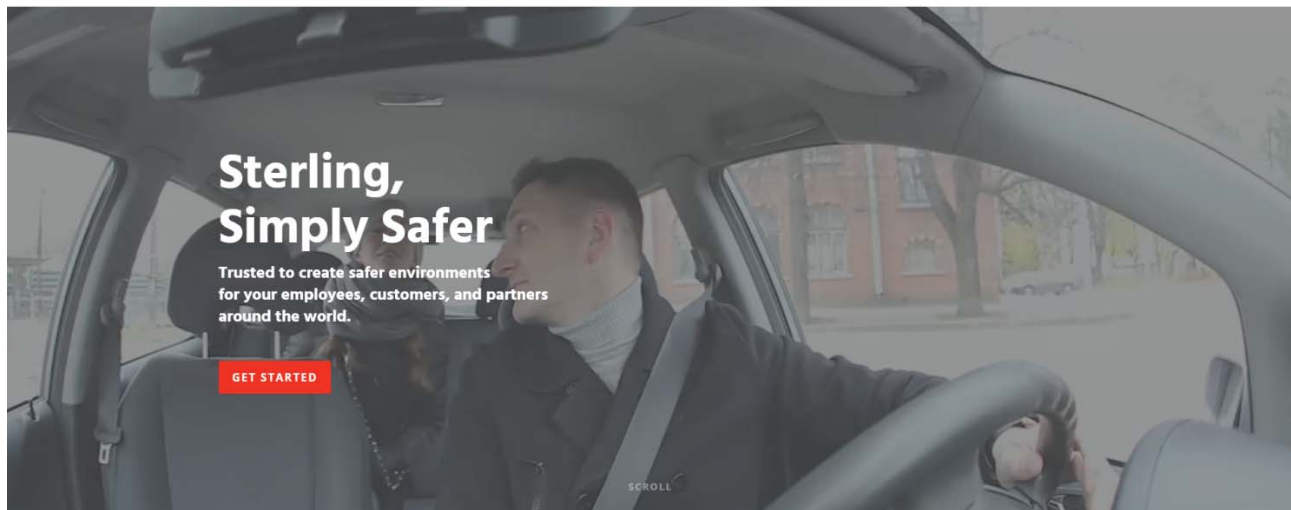 Sterling,
Simply Safer
Trusted to create safer environments
for your employees, customers, and partners
around the world.
GET STARTED
SCROLL